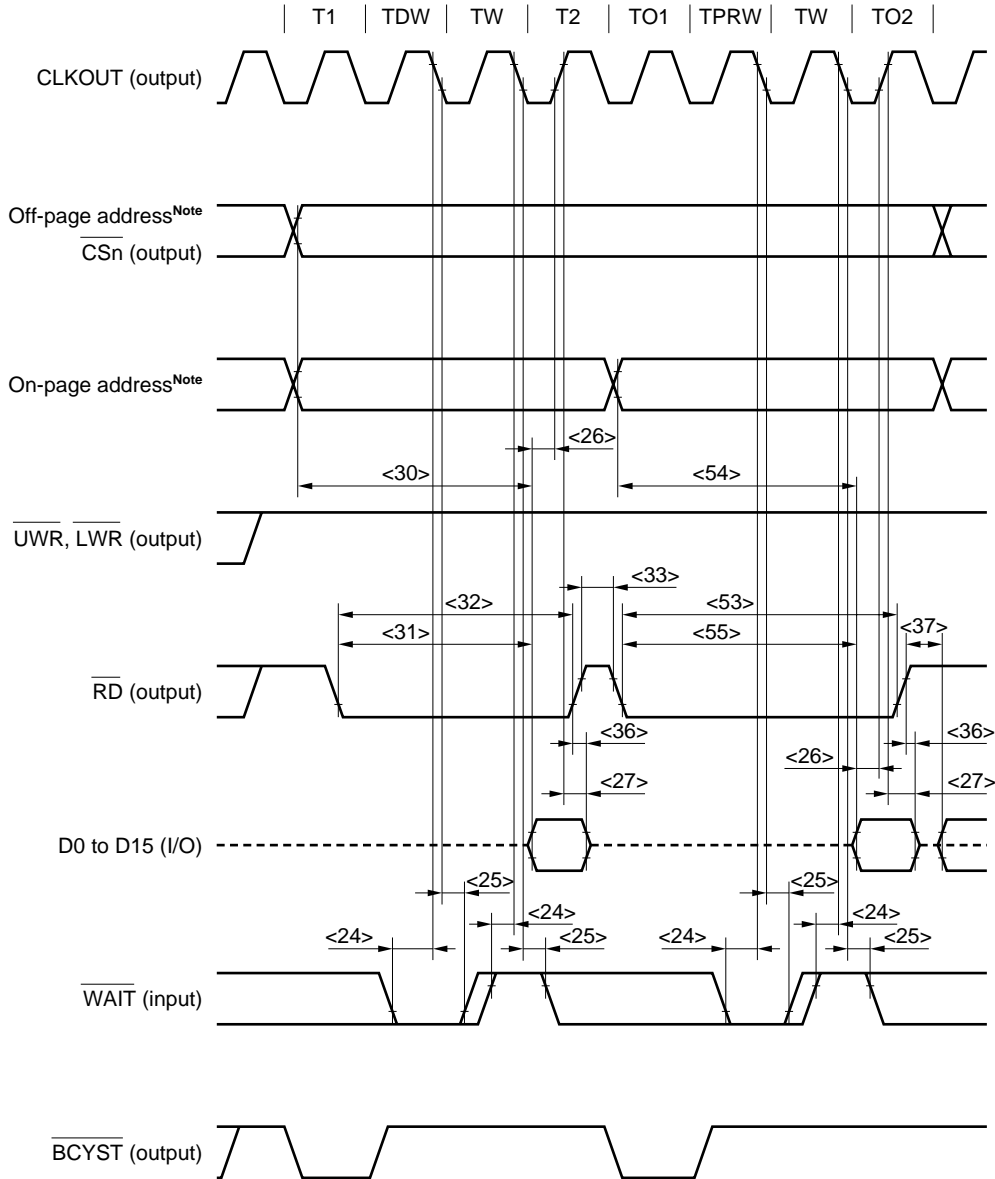 T1 TDW TW T2 TO1 TPRW TW TO2
CLKOUT (output)
Off-page addressNote
CSn (output)
On-page addressNote
<26>
<30> <54>
UWR, LWR (output)
<33>
<32> <53>
<37>
<31> <55>
RD (output)
<36> <36>
<26>
<27> <27>
D0 to D15 (I/O)
<25> <25>
<24> <24>
<24> <25> <24> <25>
WAIT (input)
BCYST (output)